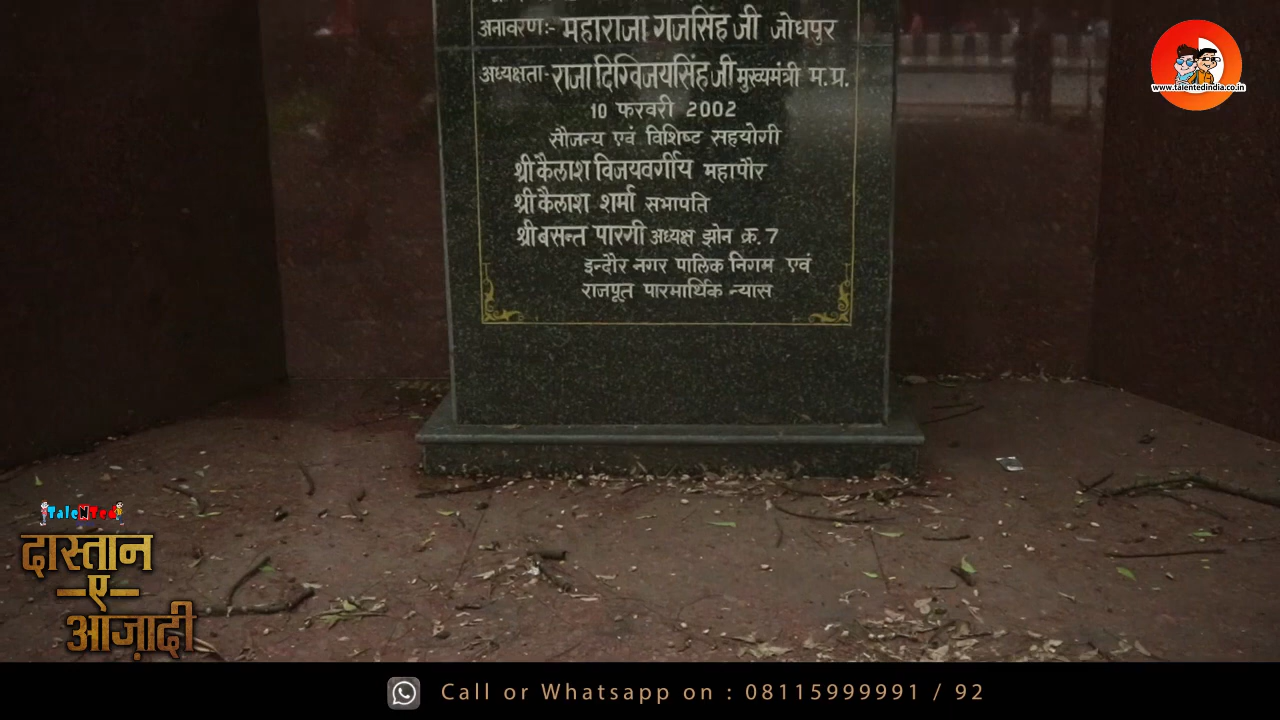 अनावरणः- महाराजा गजसिंह जी जोधपुर
अध्यक्षता- राजा दिग्विजयसिंह जी मुख्यमंत्री म.प्र.
10 फरवरी 2002
सौजन्य एवं विशिष्ट सहयोगी
श्री कैलाश विजयवर्गीय महापौर
श्री कैलाश शर्मा सभापति
श्री बसन्त पारगी अध्यक्ष झोन क्र. 7
इन्दौर नगर पालिक निगम एवं
राजपूत पारमार्थिक न्यास
www.talentedindia.co.in
TaleNTed
दास्तान
ए
आज़ादी
Call or Whatsapp on : 08115999991 / 92